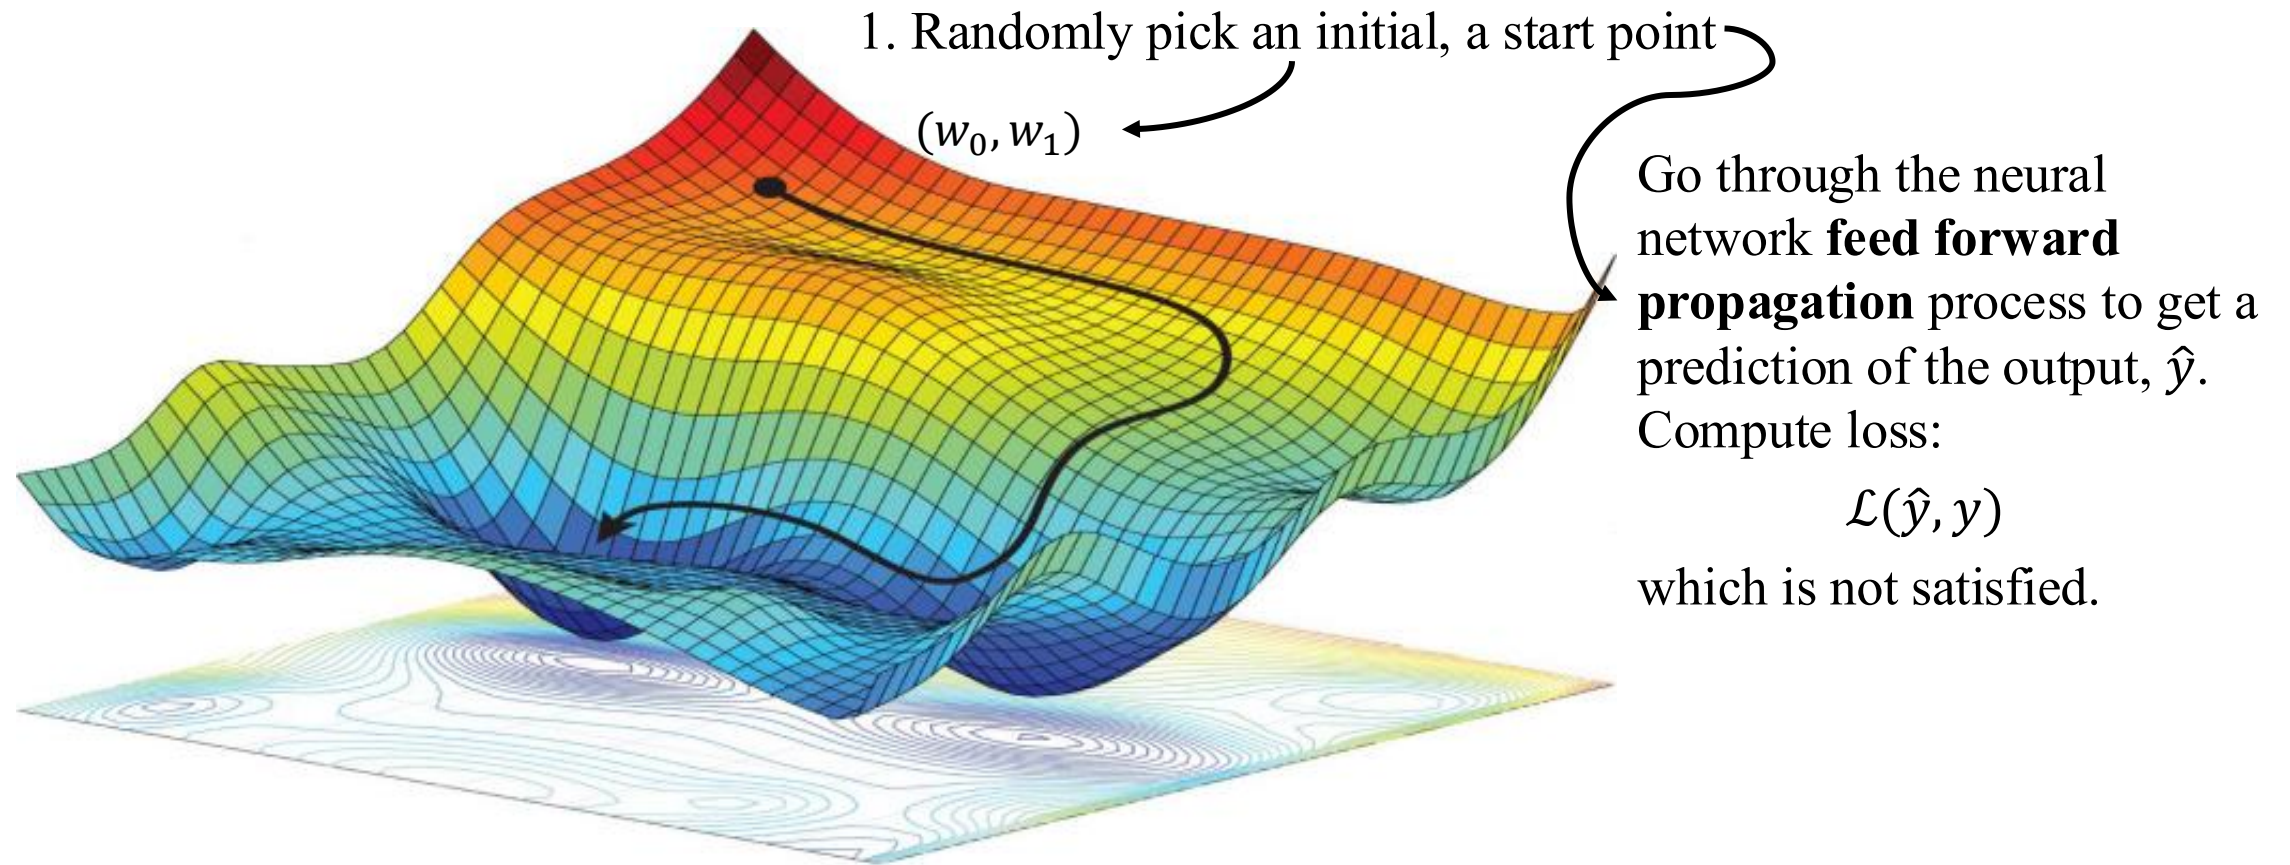 1. Randomly pick an initial, a start point
(w₀, w₁)
Go through the neural
network feed forward
propagation process to get a
prediction of the output, ŷ.
Compute loss:
ℒ(ŷ, y)
which is not satisfied.